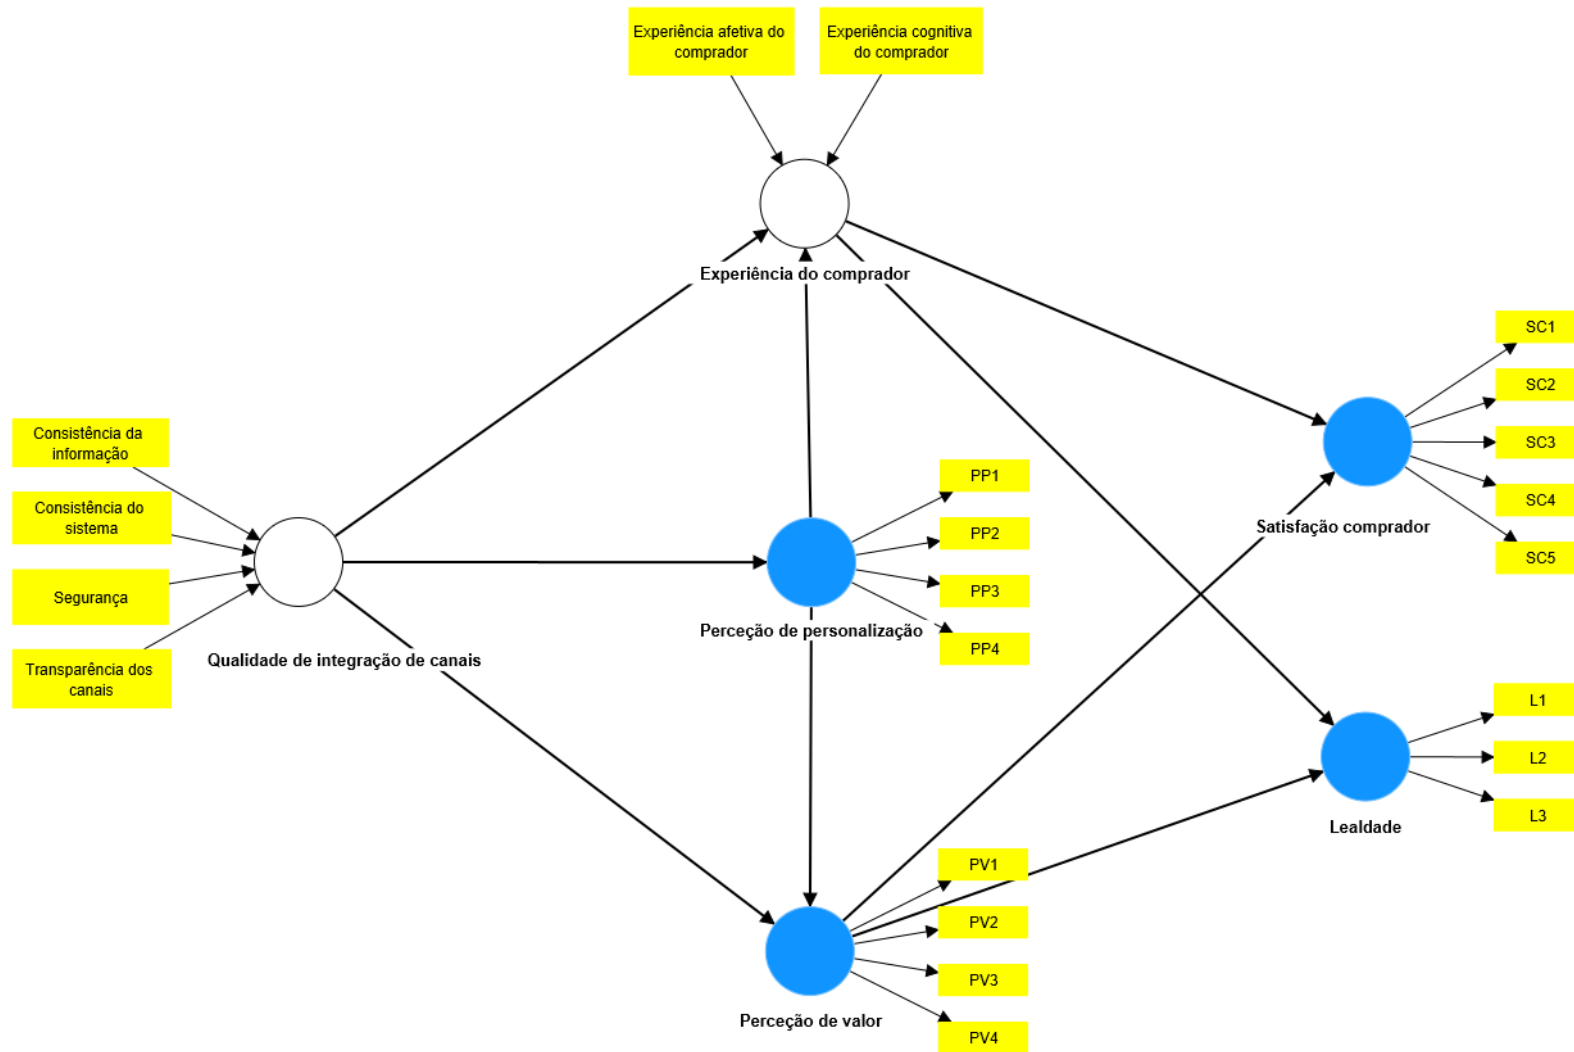 Experiência afetiva do
comprador
Experiência cognitiva
do comprador
Experiência do comprador
SC1
SC2
SC3
SC4
SC5
Satisfação comprador
Consistência da
informação
Consistência do
sistema
Segurança
Transparência dos
canais
Qualidade de integração de canais
PP1
PP2
PP3
PP4
Perceção de personalização
L1
L2
L3
Lealdade
PV1
PV2
PV3
PV4
Perceção de valor